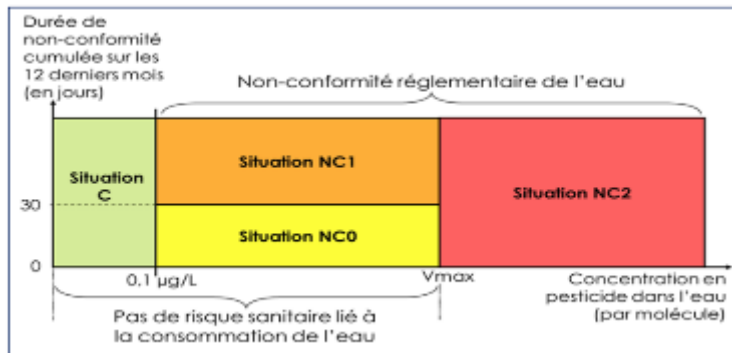 Durée de
non-conformité
cumulée sur les
12 derniers mois
(en jours)
Non-conformité réglementaire de l'eau
Situation NC1
Situation
C
Situation NC2
30
Situation NC0
0
0,1 µg/L
Vmax
Concentration en
pesticide dans l'eau
(par molécule)
Pas de risque sanitaire lié à
la consommation de l'eau